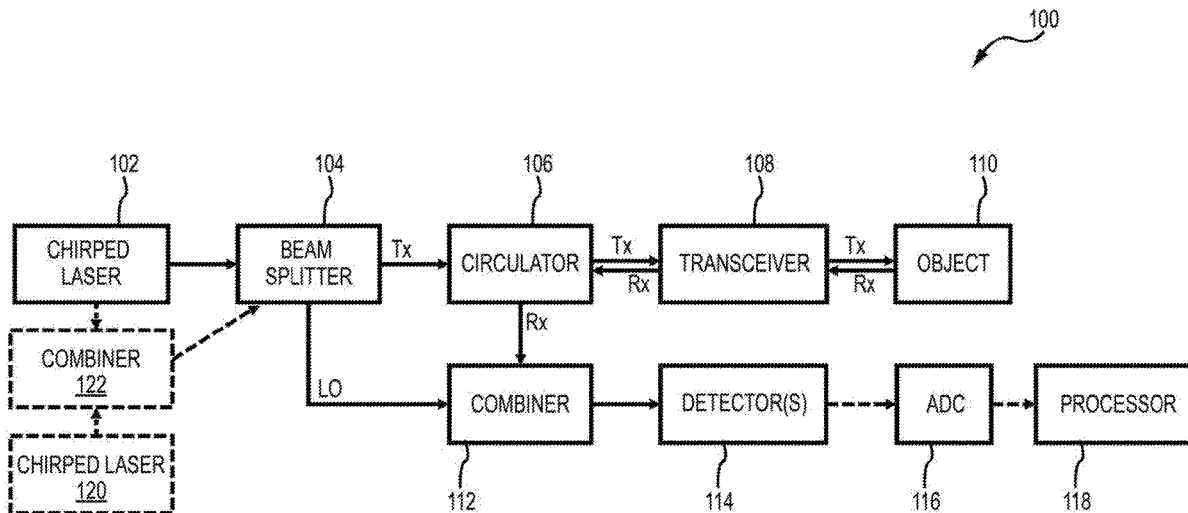 100
102
104
106
108
110
CHIRPED
LASER
BEAM
SPLITTER
Tx
CIRCULATOR
Tx
Rx
TRANSCEIVER
Tx
Rx
OBJECT
Rx
COMBINER
122
LO
COMBINER
DETECTOR(S)
ADC
PROCESSOR
CHIRPED LASER
120
112
114
116
118